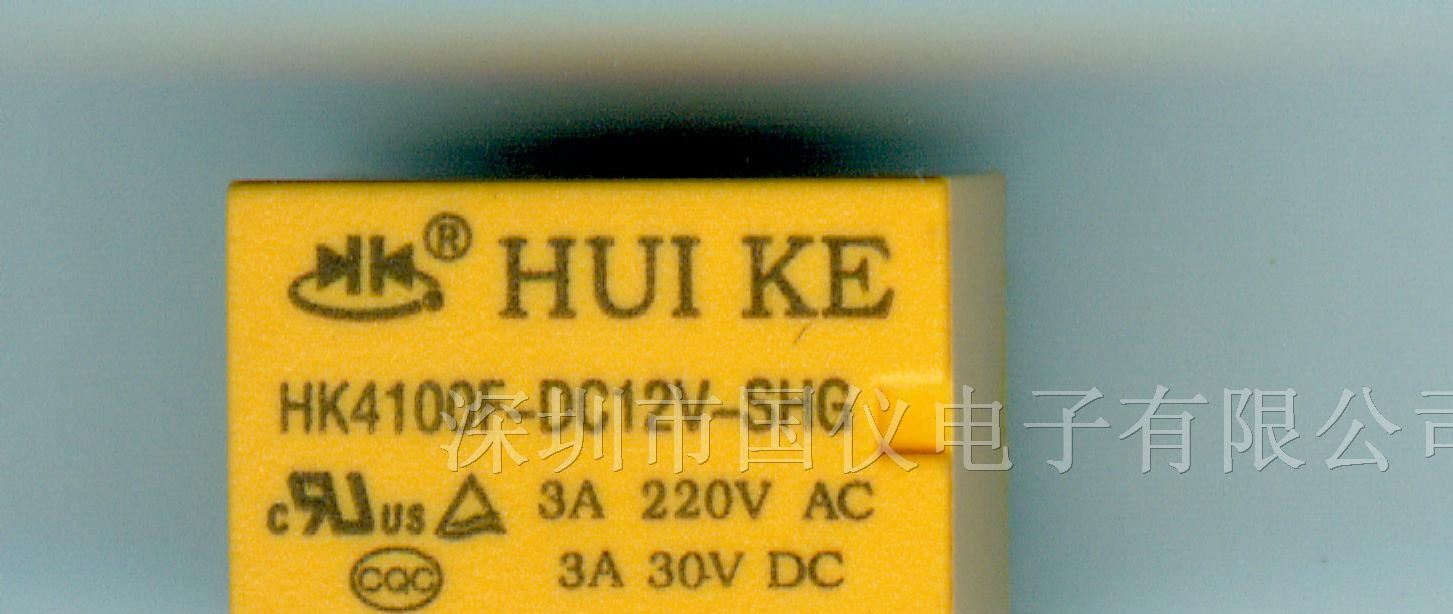 HK® HUI KE
HK4100F-DC12V-SHG
深圳市国仪电子有限公司
c RU us 3A 220V AC
CQC 3A 30V DC